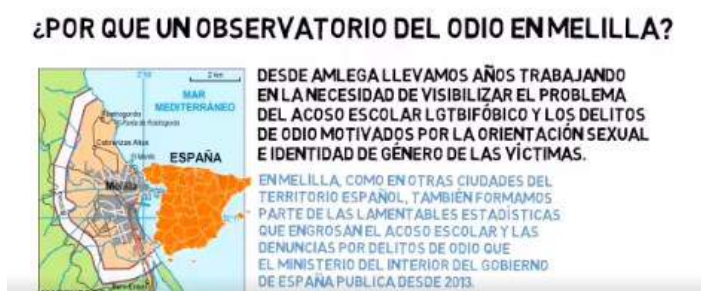 ¿POR QUE UN OBSERVATORIO DEL ODIO EN MELILLA?
DESDE AMLEGA LLEVAMOS AÑOS TRABAJANDO
EN LA NECESIDAD DE VISIBILIZAR EL PROBLEMA
DEL ACOSO ESCOLAR LGTBIFÓBICO Y LOS DELITOS
DE ODIO MOTIVADOS POR LA ORIENTACIÓN SEXUAL
E IDENTIDAD DE GÉNERO DE LAS VÍCTIMAS.
EN MELILLA, COMO EN OTRAS CIUDADES DEL
TERRITORIO ESPAÑOL, TAMBIÉN FORMAMOS
PARTE DE LAS LAMENTABLES ESTADÍSTICAS
QUE ENGROSAN EL ACOSO ESCOLAR Y LAS
DENUNCIAS POR DELITOS DE ODIO QUE
EL MINISTERIO DEL INTERIOR DEL GOBIERNO
DE ESPAÑA PUBLICA DESDE 2013.
2 km
MAR
MEDITERRÁNEO
Cabrerizas Altas
ESPAÑA
Melilla